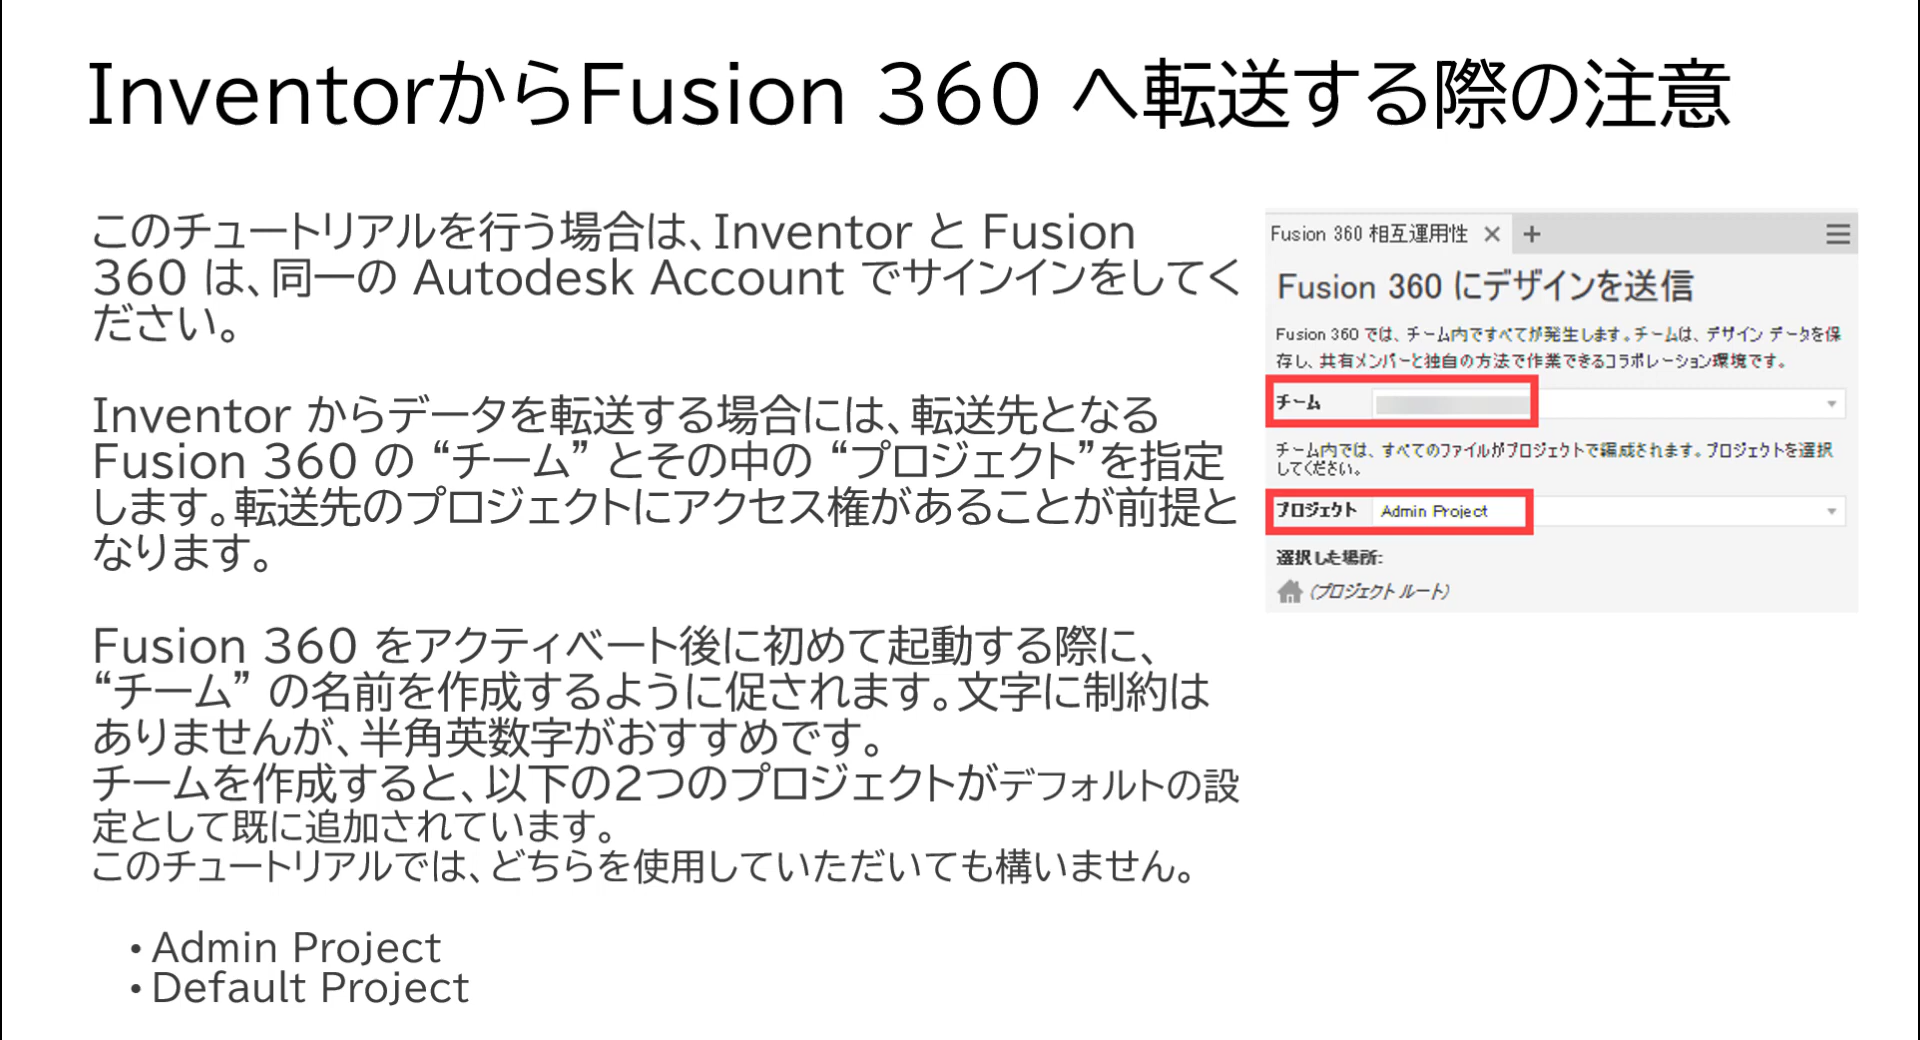 InventorからFusion 360 へ転送する際の注意
このチュートリアルを行う場合は、Inventor と Fusion
360 は、同一の Autodesk Account でサインインをしてく
ださい。
Inventor からデータを転送する場合には、転送先となる
Fusion 360 の “チーム” とその中の “プロジェクト”を指定
します。転送先のプロジェクトにアクセス権があることが前提と
なります。
Fusion 360 をアクティベート後に初めて起動する際に、
“チーム” の名前を作成するように促されます。文字に制約は
ありませんが、半角英数字がおすすめです。
チームを作成すると、以下の2つのプロジェクトがデフォルトの設
定として既に追加されています。
このチュートリアルでは、どちらを使用していただいても構いません。
• Admin Project
• Default Project
Fusion 360 相互運用性 × +
Fusion 360 にデザインを送信
Fusion 360 では、チーム内ですべてが発生します。チームは、デザイン データを保
存し、共有メンバーと独自の方法で作業できるコラボレーション環境です。
チーム
チーム内では、すべてのファイルがプロジェクトで編成されます。プロジェクトを選択
してください。
プロジェクト Admin Project
選択した場所:
(プロジェクト ルート)